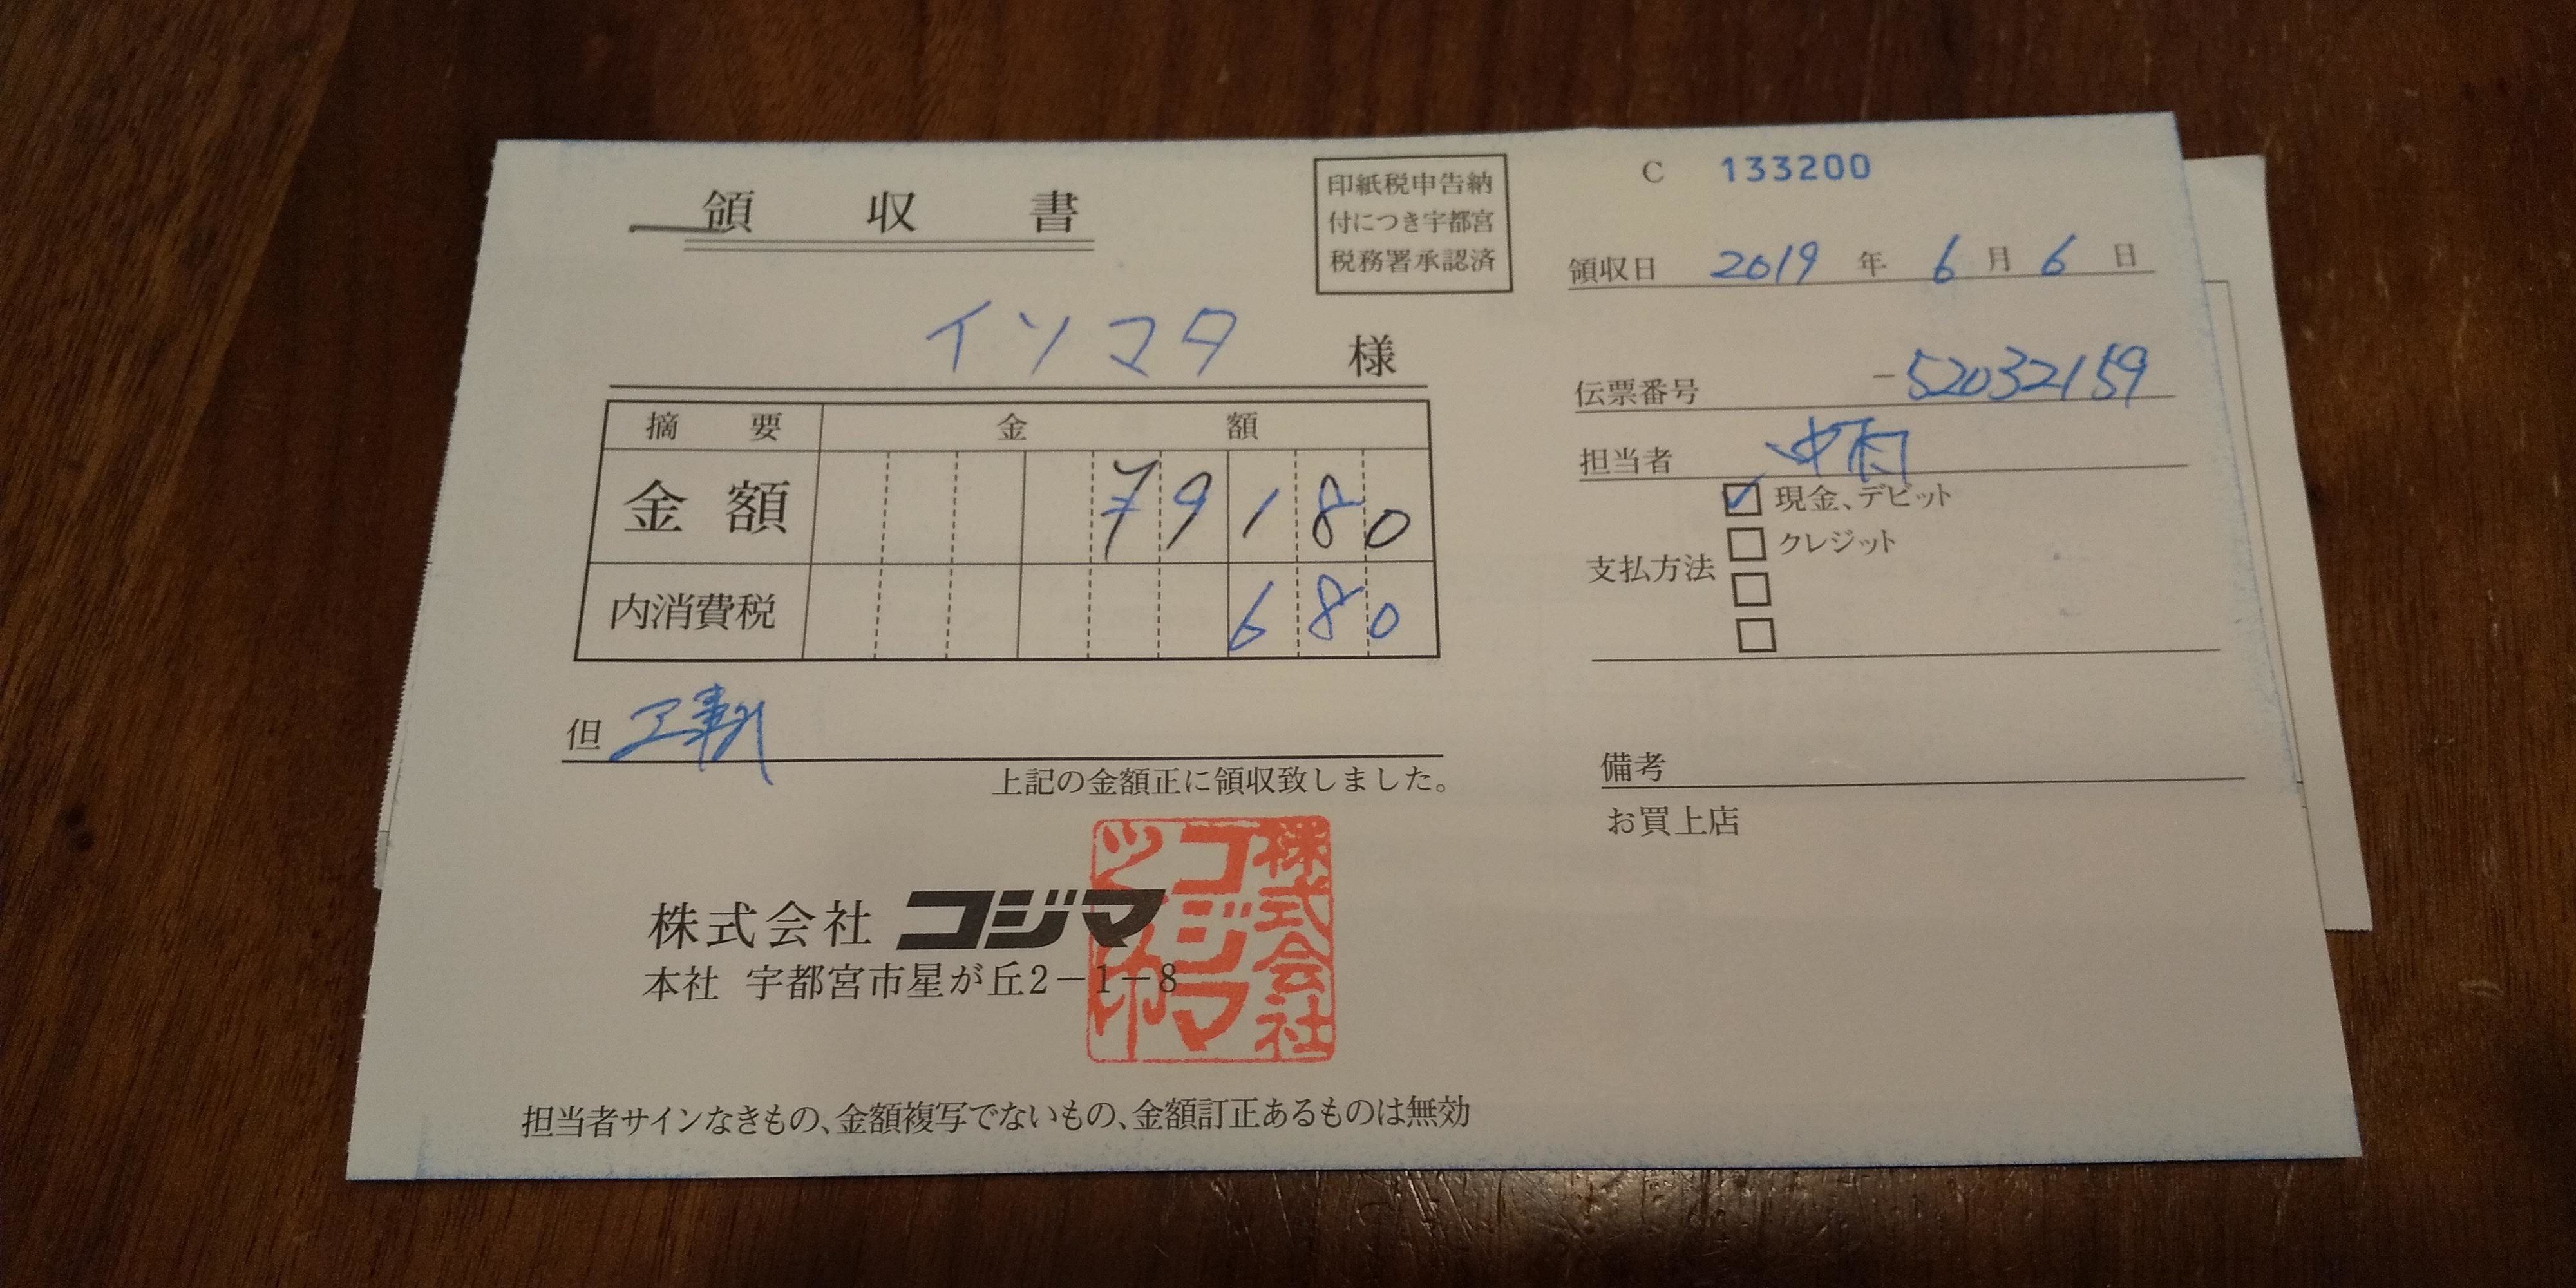 領収書
印紙税申告納
付につき宇都宮
税務署承認済
C 133200
領収日 2019 年 6 月 6 日
イソマタ 様
伝票番号 -52032159
担当者
摘要 金額
金額 79180
内消費税 680
支払方法
☑ 現金、デビット
□ クレジット
□
□
但 工事代
上記の金額正に領収致しました。
備考
お買上店
株式会社 コジマ
本社 宇都宮市星が丘2-1-8
株式会社
コジマ
担当者サインなきもの、金額複写でないもの、金額訂正あるものは無効